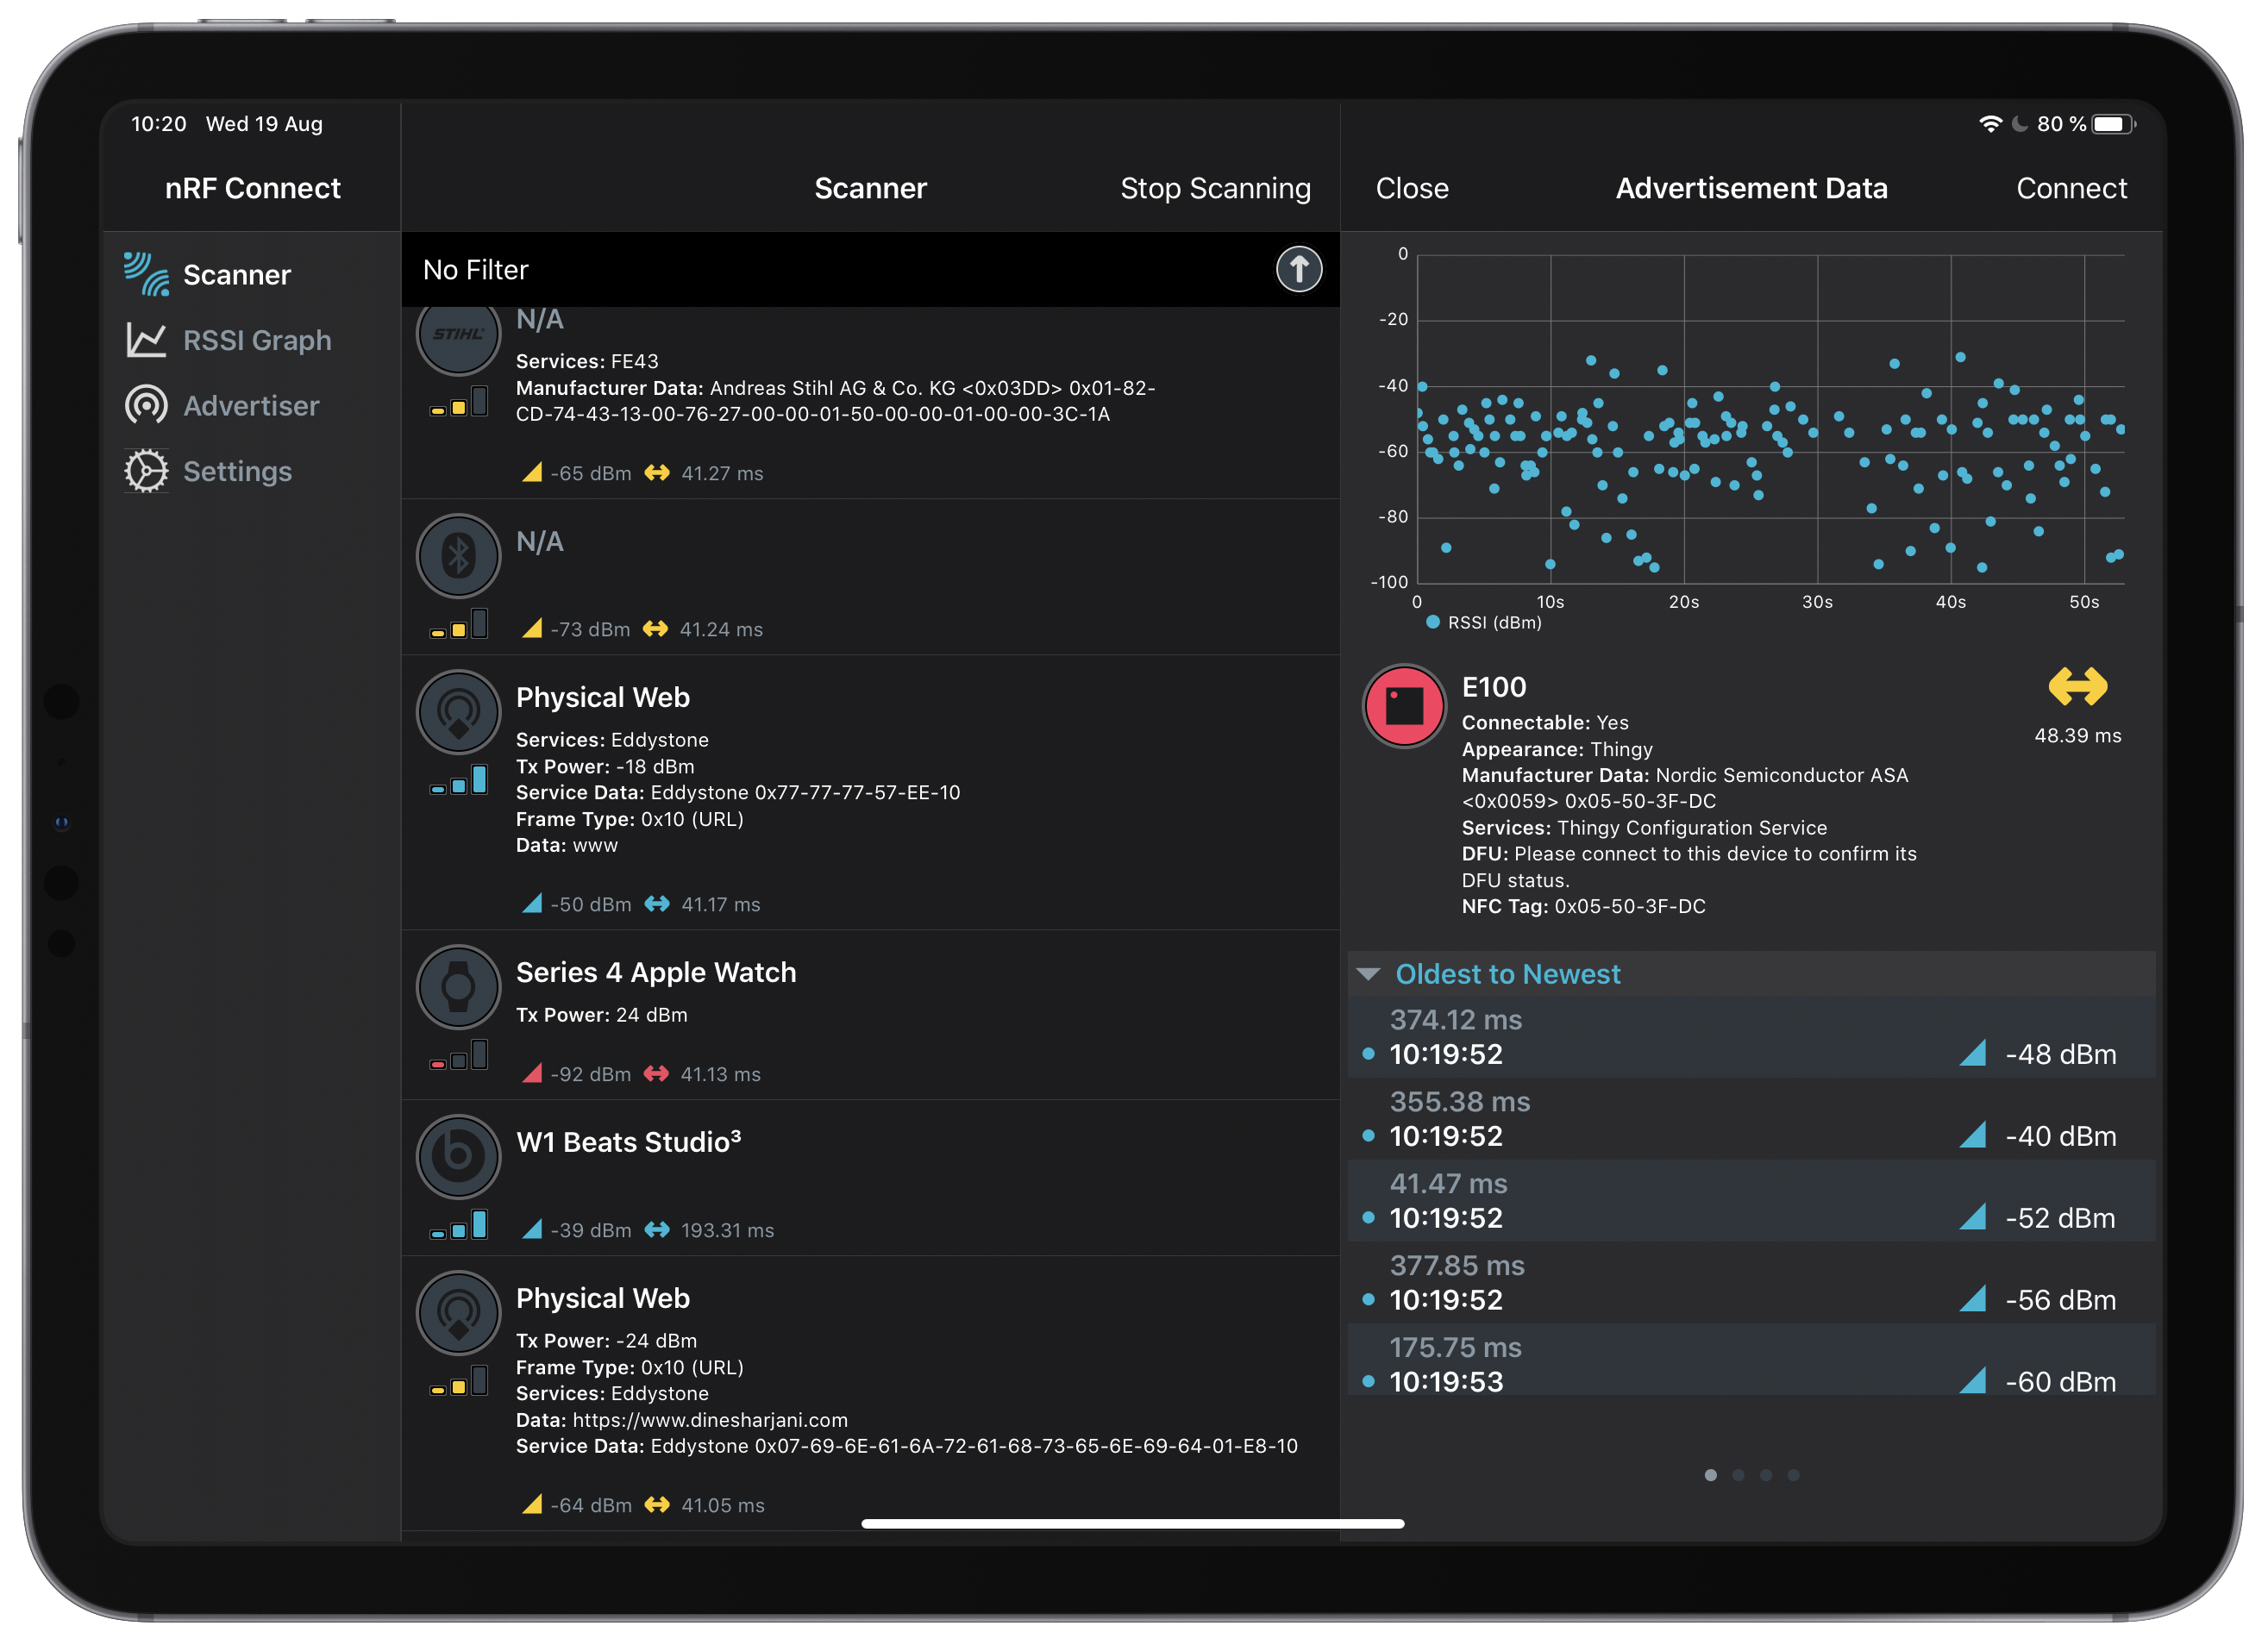 10:20 Wed 19 Aug
80 %
nRF Connect
Scanner
RSSI Graph
Advertiser
Settings
Scanner
Stop Scanning
No Filter
STIHL
N/A
Services: FE43
Manufacturer Data: Andreas Stihl AG & Co. KG <0x03DD> 0x01-82-
CD-74-43-13-00-76-27-00-00-01-50-00-00-01-00-00-3C-1A
-65 dBm 41.27 ms
N/A
-73 dBm 41.24 ms
Physical Web
Services: Eddystone
Tx Power: -18 dBm
Service Data: Eddystone 0x77-77-77-57-EE-10
Frame Type: 0x10 (URL)
Data: www
-50 dBm 41.17 ms
Series 4 Apple Watch
Tx Power: 24 dBm
-92 dBm 41.13 ms
W1 Beats Studio³
-39 dBm 193.31 ms
Physical Web
Tx Power: -24 dBm
Frame Type: 0x10 (URL)
Services: Eddystone
Data: https://www.dinesharjani.com
Service Data: Eddystone 0x07-69-6E-61-6A-72-61-68-73-65-6E-69-64-01-E8-10
-64 dBm 41.05 ms
Close
Advertisement Data
Connect
0
-20
-40
-60
-80
-100
0 10s 20s 30s 40s 50s
RSSI (dBm)
E100
48.39 ms
Connectable: Yes
Appearance: Thingy
Manufacturer Data: Nordic Semiconductor ASA
<0x0059> 0x05-50-3F-DC
Services: Thingy Configuration Service
DFU: Please connect to this device to confirm its
DFU status.
NFC Tag: 0x05-50-3F-DC
Oldest to Newest
374.12 ms
10:19:52 -48 dBm
355.38 ms
10:19:52 -40 dBm
41.47 ms
10:19:52 -52 dBm
377.85 ms
10:19:52 -56 dBm
175.75 ms
10:19:53 -60 dBm